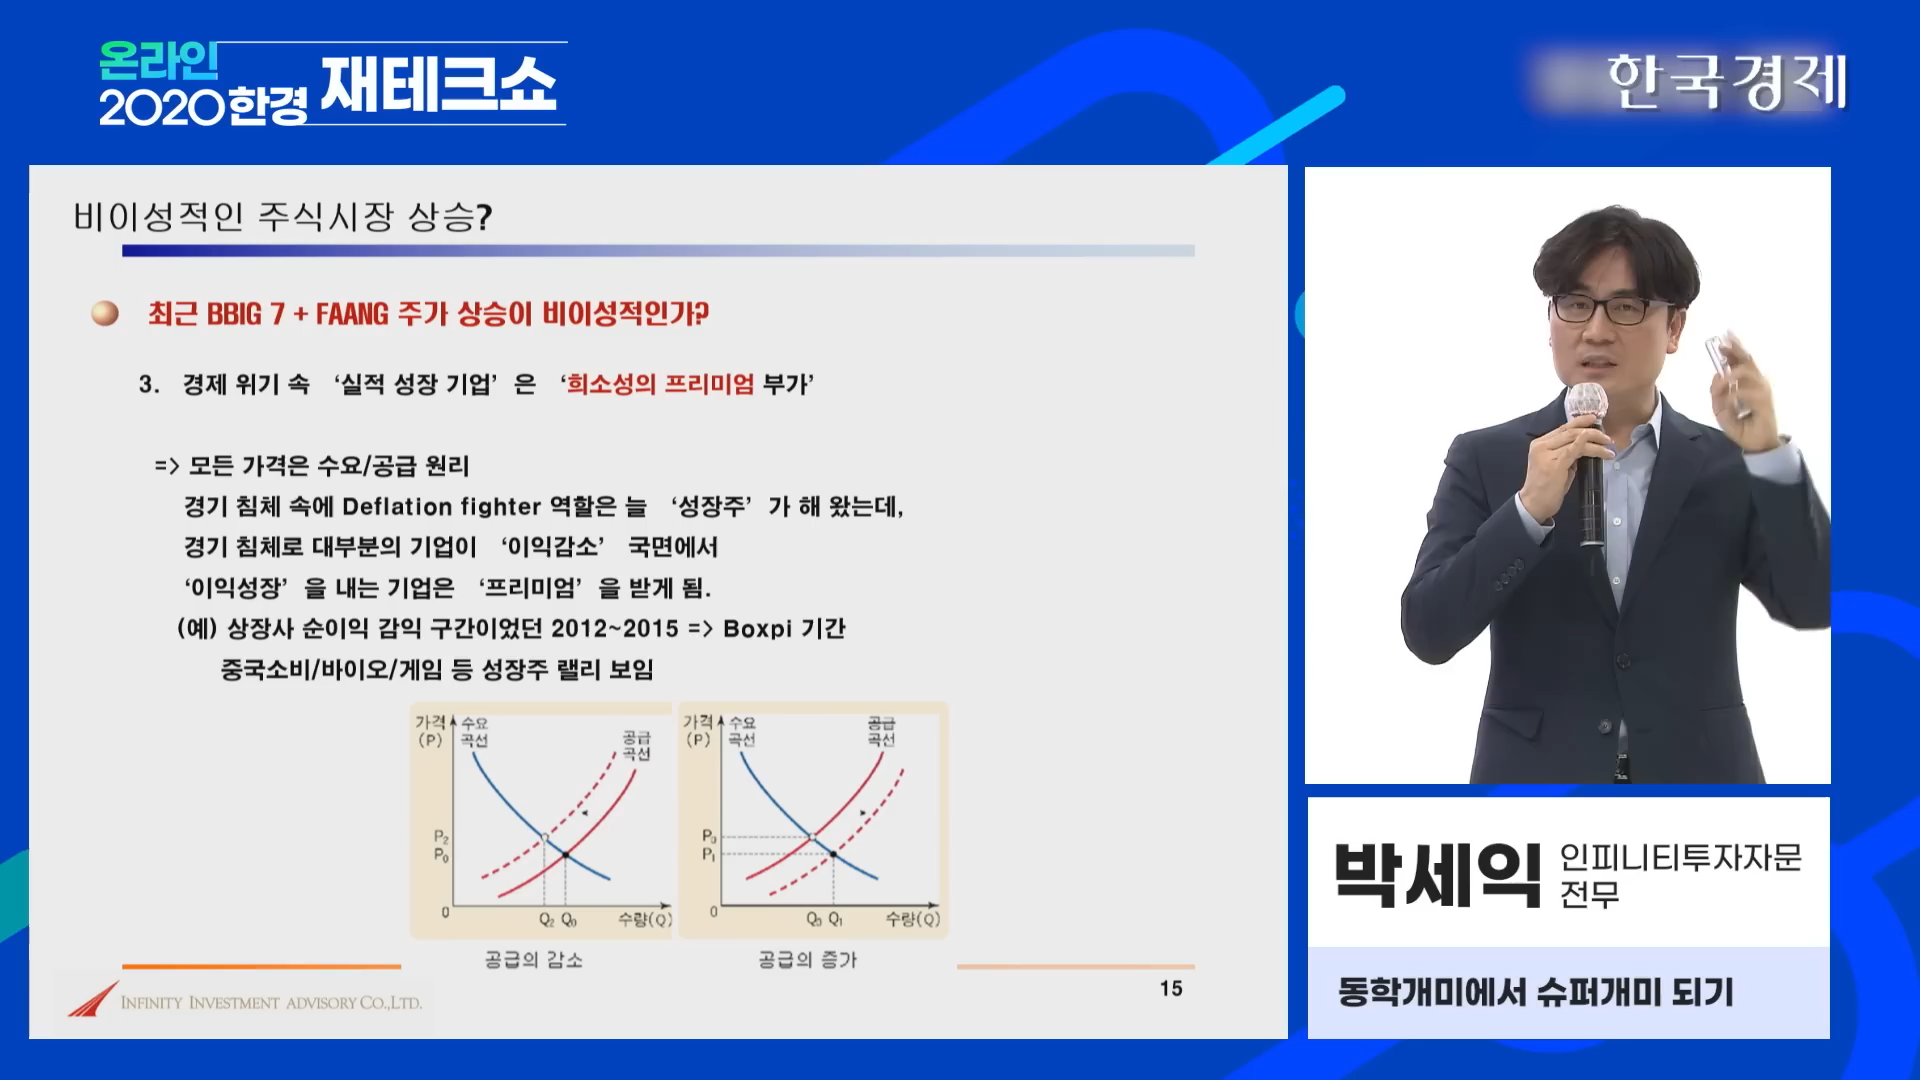 온라인
2020 한경 재테크쇼
한국경제
비이성적인 주식시장 상승?
최근 BBIG 7 + FAANG 주가 상승이 비이성적인가?
3. 경제 위기 속 ‘실적 성장 기업’ 은 ‘희소성의 프리미엄 부가’
=> 모든 가격은 수요/공급 원리
경기 침체 속에 Deflation fighter 역할은 늘 ‘성장주’ 가 해 왔는데,
경기 침체로 대부분의 기업이 ‘이익감소’ 국면에서
‘이익성장’ 을 내는 기업은 ‘프리미엄’ 을 받게 됨.
(예) 상장사 순이익 감익 구간이었던 2012~2015 => Boxpi 기간
중국소비/바이오/게임 등 성장주 랠리 보임
가격
(P)
수요
곡선
공급
곡선
P₂
P₀
0
Q₂ Q₀ 수량(Q)
공급의 감소
가격
(P)
수요
곡선
공급
곡선
P₀
P₁
0
Q₀ Q₁ 수량(Q)
공급의 증가
INFINITY INVESTMENT ADVISORY CO.,LTD.
15
박세익
인피니티투자자문
전무
동학개미에서 슈퍼개미 되기